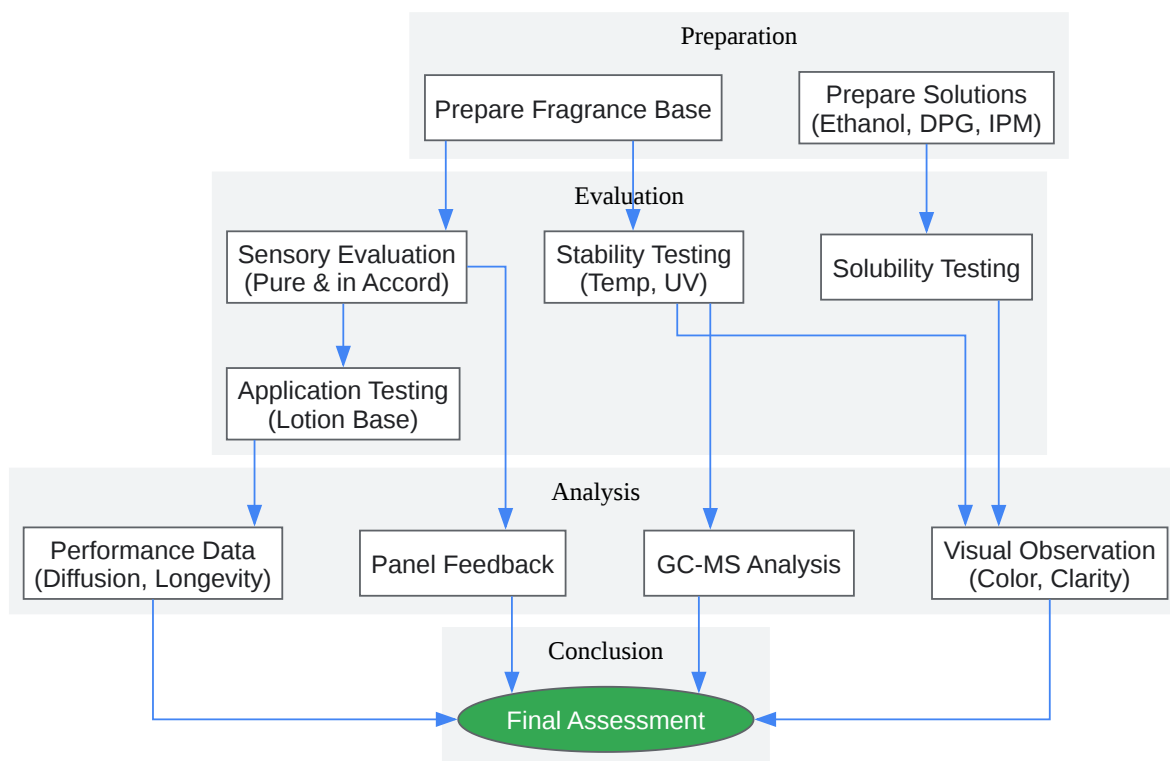 Preparation
Prepare Fragrance Base
Prepare Solutions
(Ethanol, DPG, IPM)
Evaluation
Sensory Evaluation
(Pure & in Accord)
Stability Testing
(Temp, UV)
Solubility Testing
Application Testing
(Lotion Base)
Analysis
Performance Data
(Diffusion, Longevity)
Panel Feedback
GC-MS Analysis
Visual Observation
(Color, Clarity)
Conclusion
Final Assessment